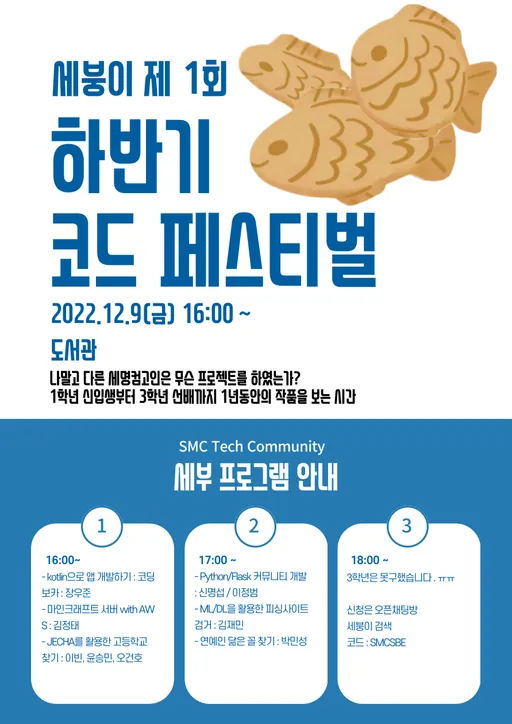 세붕이 제 1회
하반기
코드 페스티벌
2022.12.9(금) 16:00 ~
도서관
나말고 다른 세명컴고인은 무슨 프로젝트를 하였는가?
1학년 신입생부터 3학년 선배까지 1년동안의 작품을 보는 시간
SMC Tech Community
세부 프로그램 안내
1
16:00~
- kotlin으로 앱 개발하기 : 코딩
보카 : 장우준
- 마인크래프트 서버 with AW
S : 김정태
- JECHA를 활용한 고등학교
찾기 : 이빈, 윤승민, 오건호
2
17:00 ~
- Python/Flask 커뮤니티 개발
: 신명섭 / 이정범
- ML/DL을 활용한 피싱사이트
검거 : 김재민
- 연예인 닮은 꼴 찾기 : 박민성
3
18:00 ~
3학년은 못구했습니다 . ㅠㅠ
신청은 오픈채팅방
세붕이 검색
코드 : SMCSBE